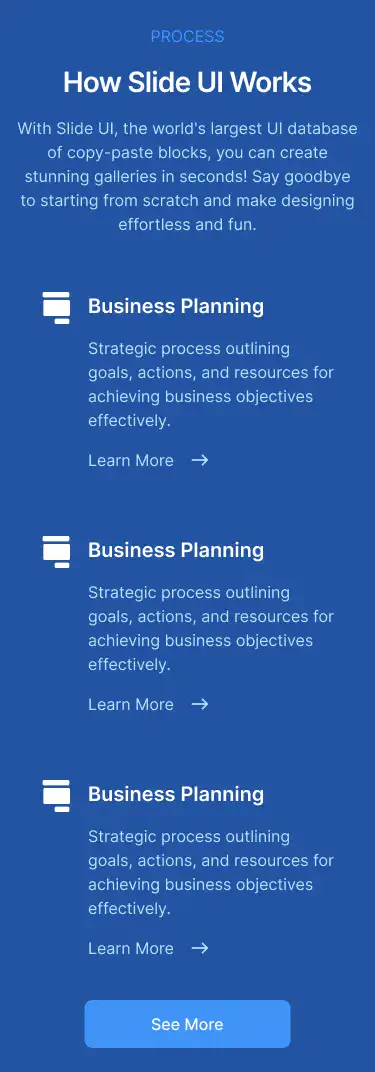 PROCESS
How Slide UI Works
With Slide UI, the world's largest UI database
of copy-paste blocks, you can create
stunning galleries in seconds! Say goodbye
to starting from scratch and make designing
effortless and fun.
Business Planning
Strategic process outlining
goals, actions, and resources for
achieving business objectives
effectively.
Learn More →
Business Planning
Strategic process outlining
goals, actions, and resources for
achieving business objectives
effectively.
Learn More →
Business Planning
Strategic process outlining
goals, actions, and resources for
achieving business objectives
effectively.
Learn More →
See More